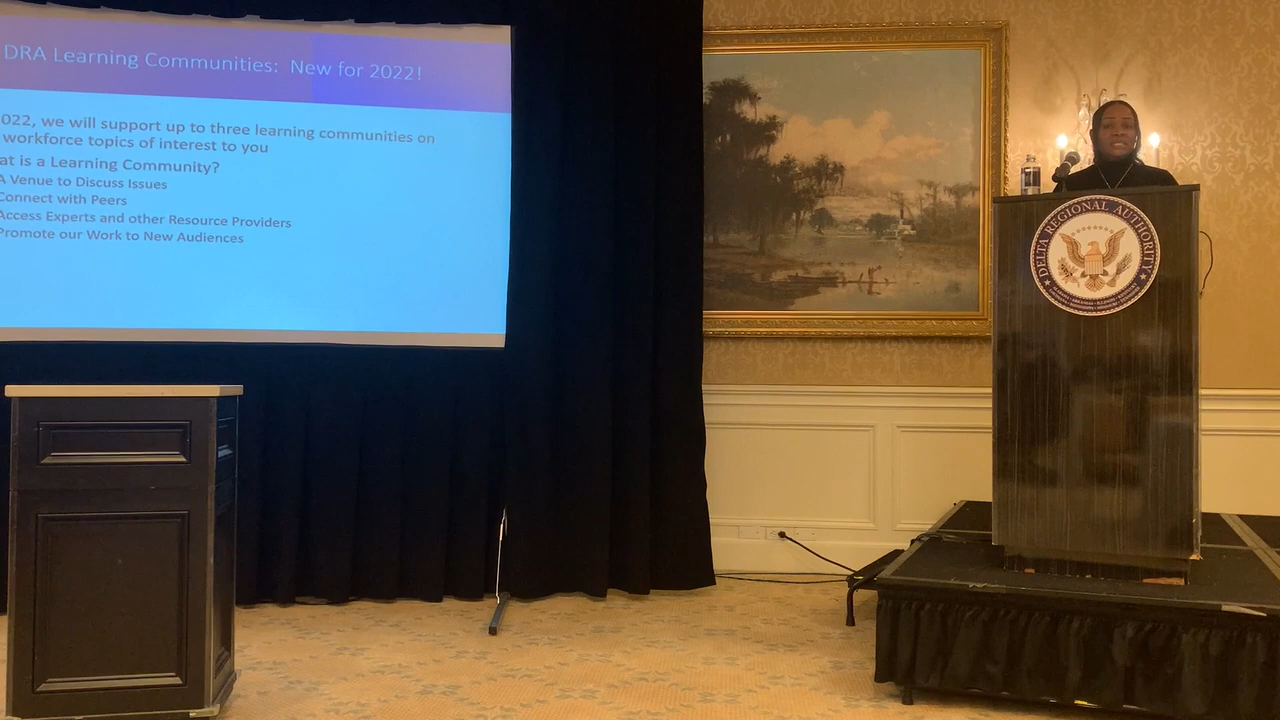 DRA Learning Communities: New for 2022!
022, we will support up to three learning communities on
workforce topics of interest to you
at is a Learning Community?
A Venue to Discuss Issues
Connect with Peers
Access Experts and other Resource Providers
Promote our Work to New Audiences
DELTA REGIONAL AUTHORITY